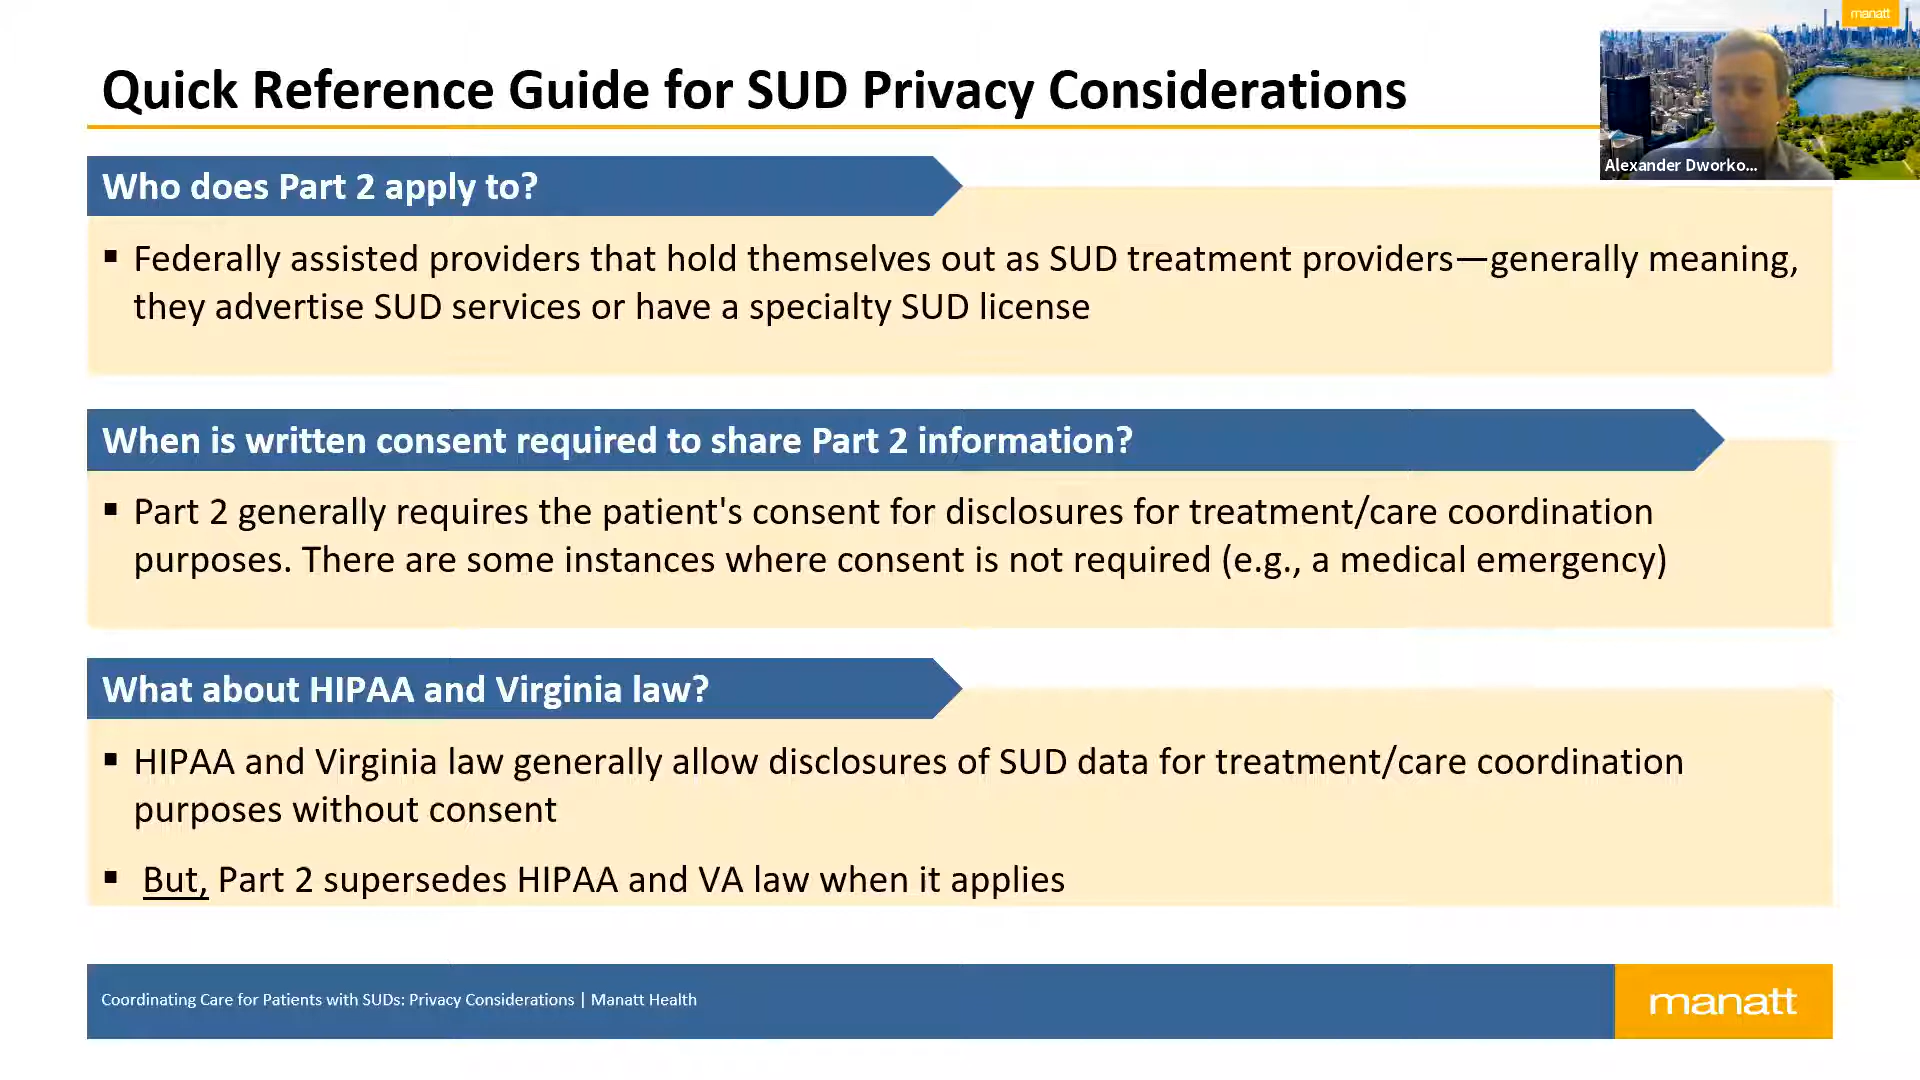 manatt
Quick Reference Guide for SUD Privacy Considerations
Alexander Dworko...
Who does Part 2 apply to?
▪ Federally assisted providers that hold themselves out as SUD treatment providers—generally meaning,
they advertise SUD services or have a specialty SUD license
When is written consent required to share Part 2 information?
▪ Part 2 generally requires the patient's consent for disclosures for treatment/care coordination
purposes. There are some instances where consent is not required (e.g., a medical emergency)
What about HIPAA and Virginia law?
▪ HIPAA and Virginia law generally allow disclosures of SUD data for treatment/care coordination
purposes without consent
▪ But, Part 2 supersedes HIPAA and VA law when it applies
Coordinating Care for Patients with SUDs: Privacy Considerations | Manatt Health
manatt